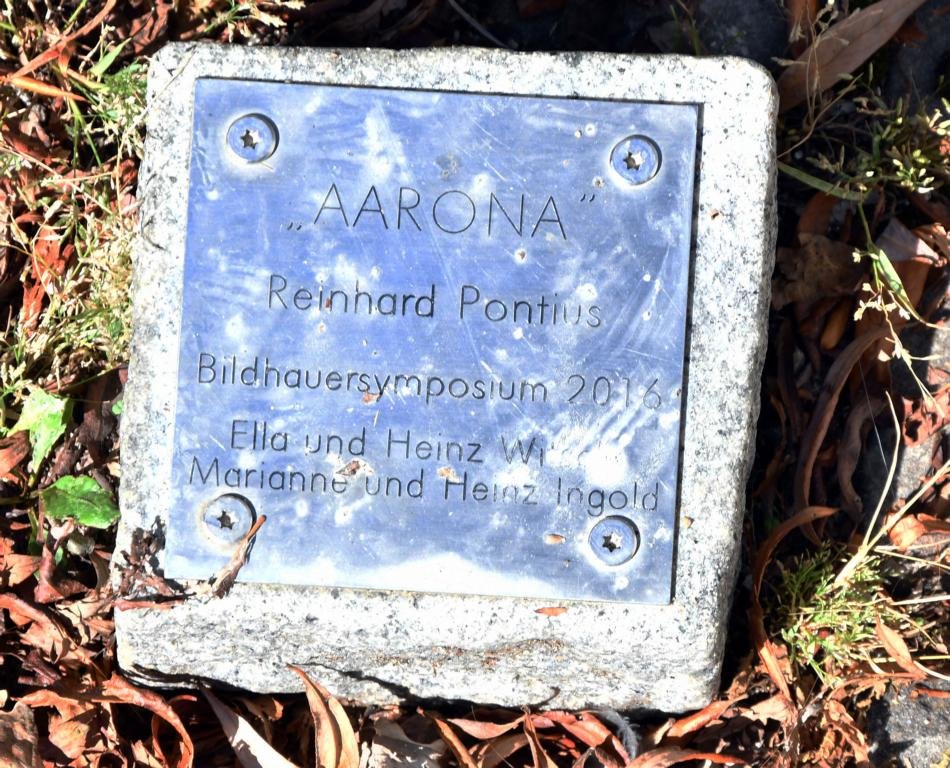 „AARONA”
Reinhard Pontius
Bildhauersymposium 2016
Ella und Heinz
Marianne und Heinz Ingold